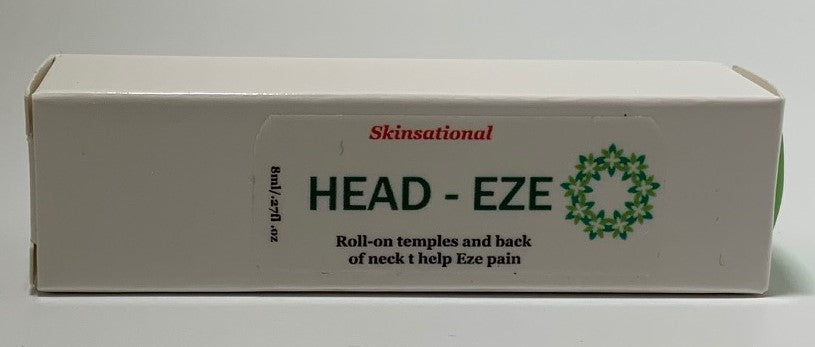 Skinsational
HEAD - EZE
8ml/.27fl.oz
Roll-on temples and back
of neck t help Eze pain